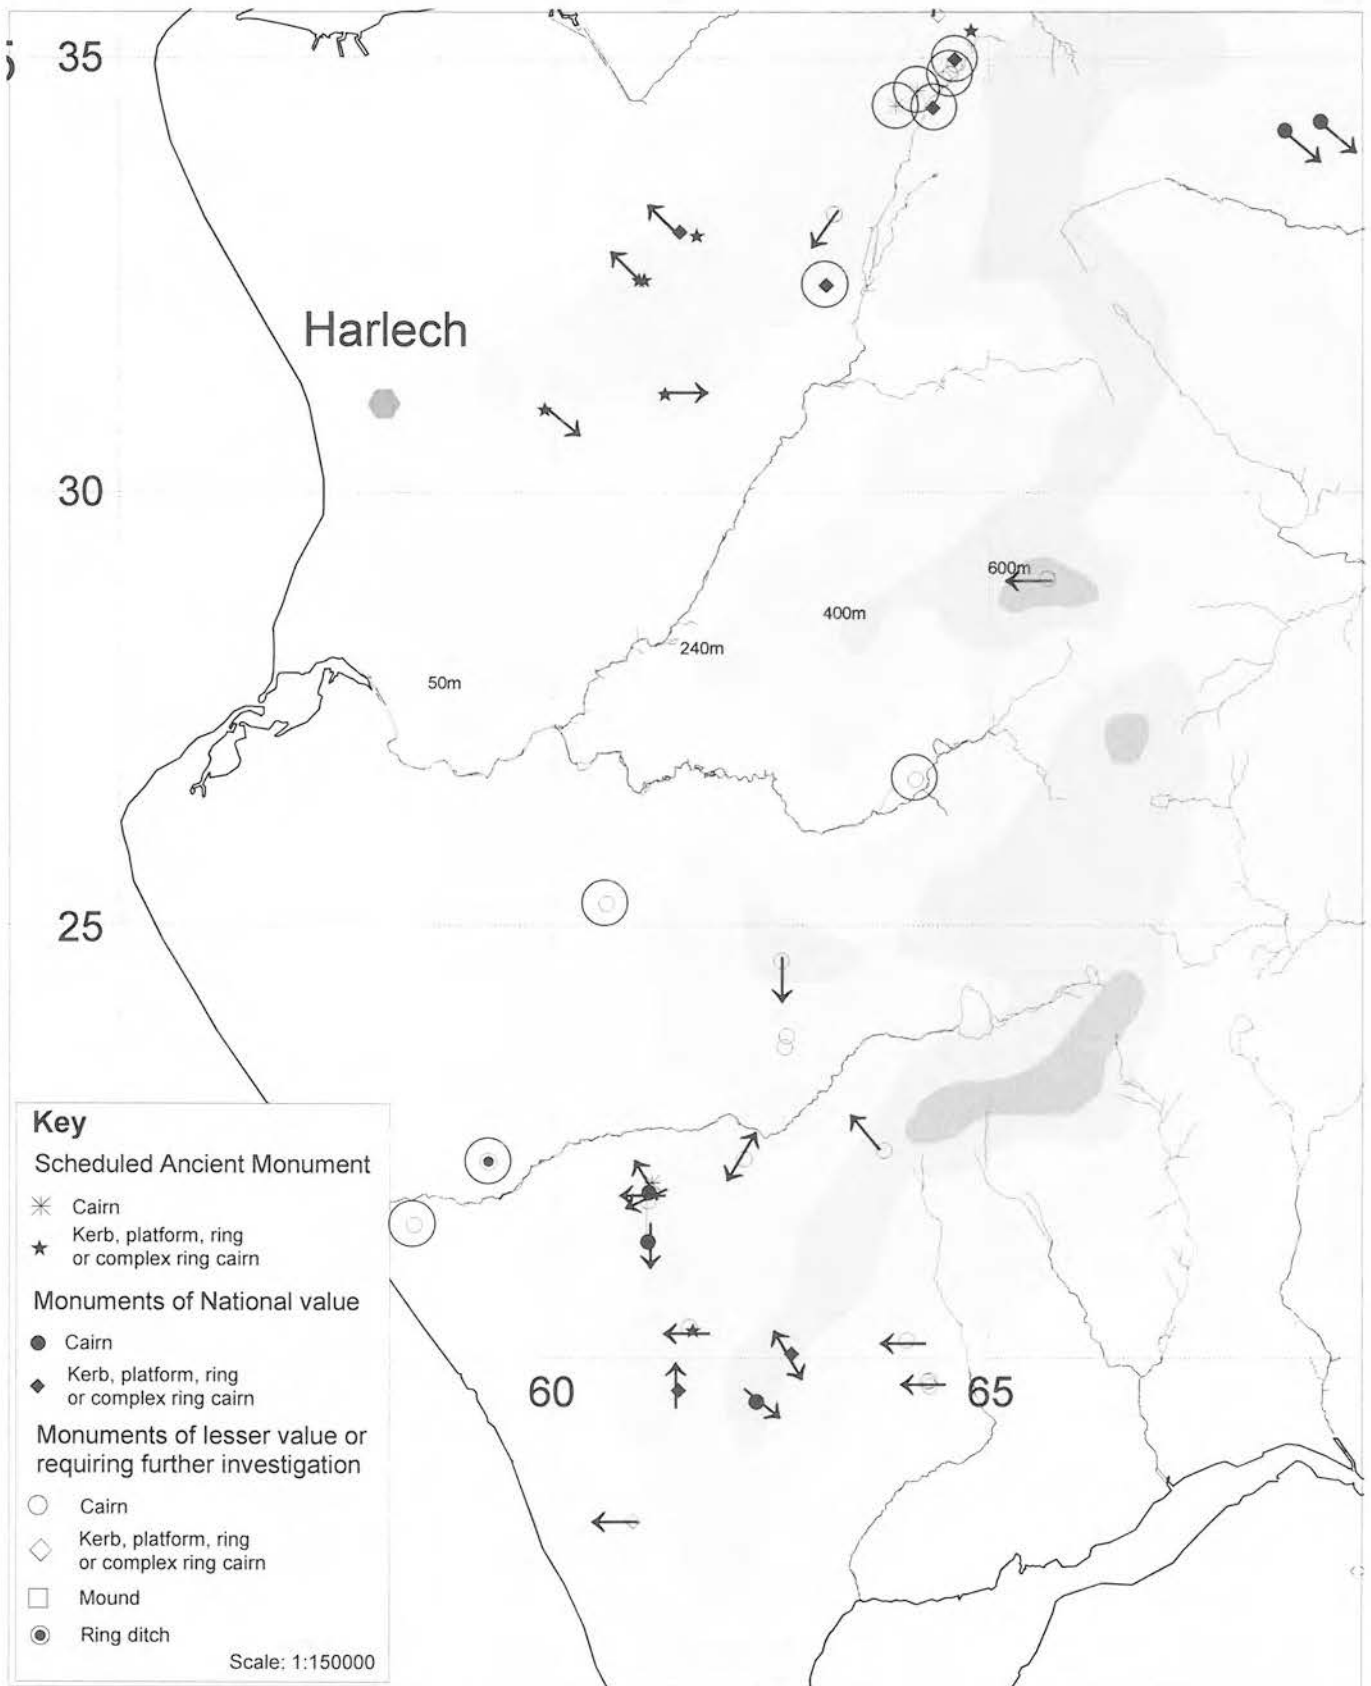 35
Harlech
30
600m
400m
240m
50m
25
Key
Scheduled Ancient Monument
Cairn
Kerb, platform, ring
or complex ring cairn
Monuments of National value
Cairn
Kerb, platform, ring
or complex ring cairn
60
65
Monuments of lesser value or
requiring further investigation
Cairn
Kerb, platform, ring
or complex ring cairn
Mound
Ring ditch
Scale: 1:150000